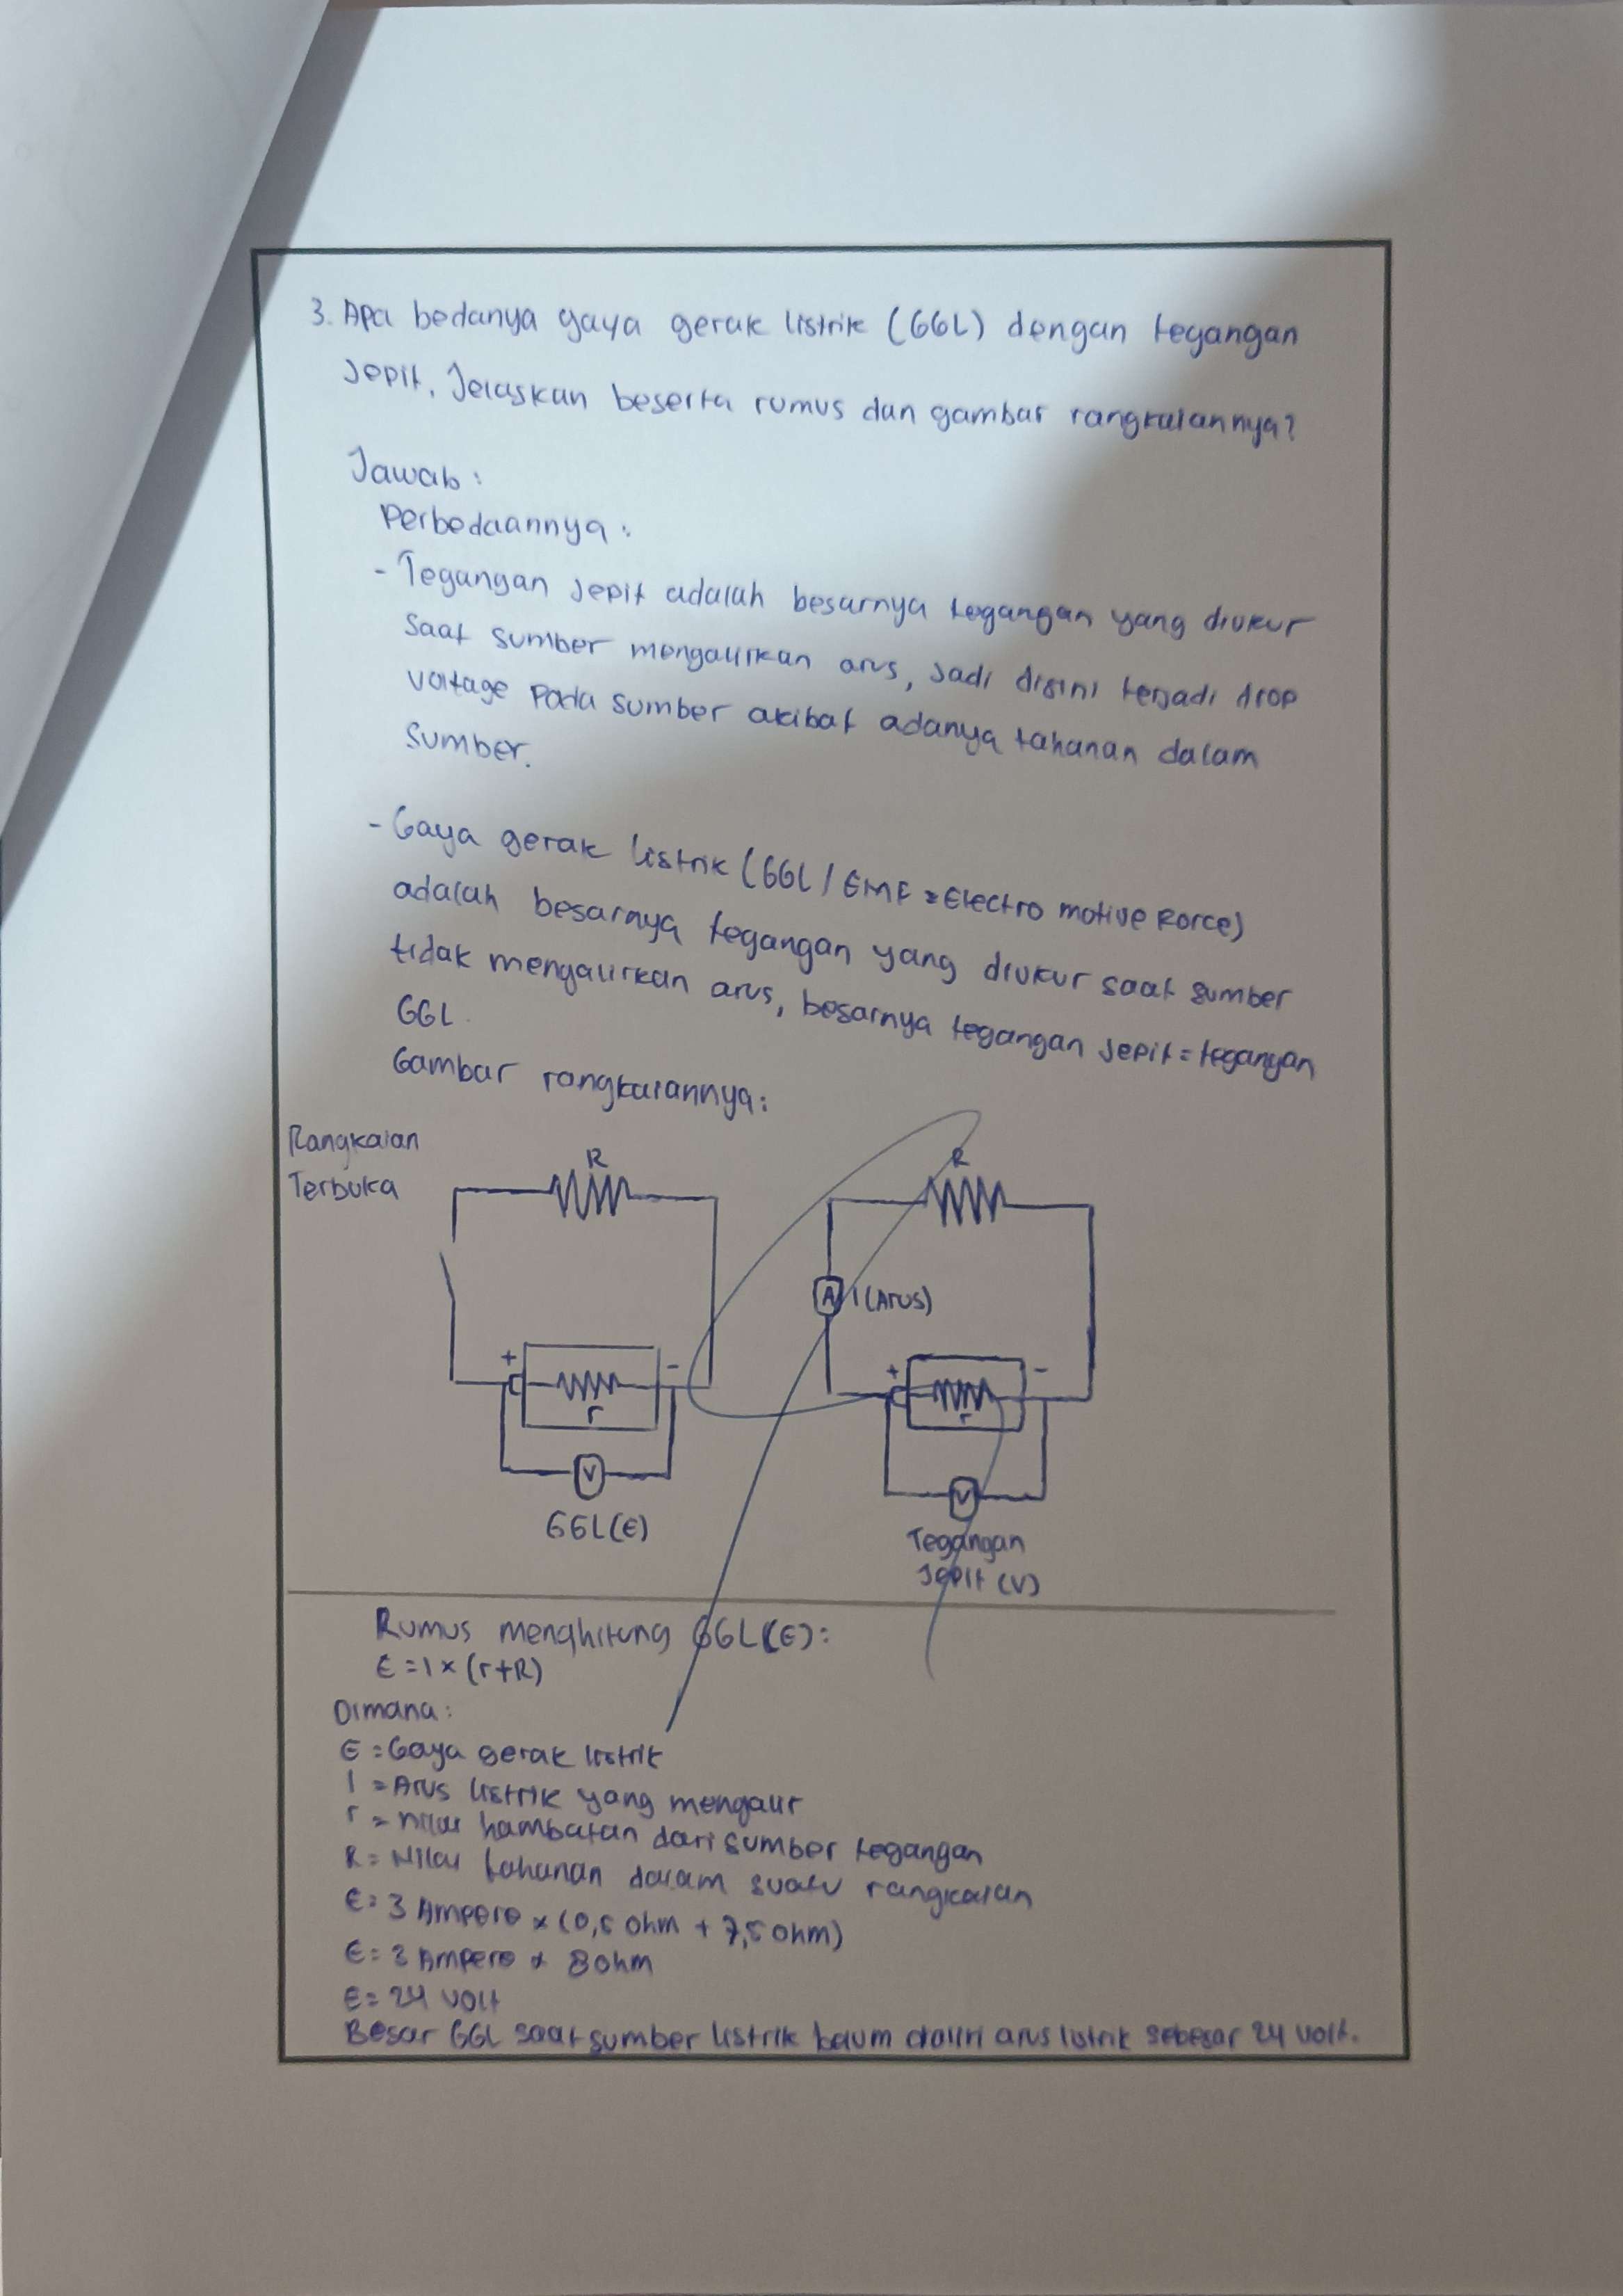 3. Apa bedanya gaya gerak listrik (GGL) dengan tegangan
Jepit. Jelaskan beserta rumus dan gambar rangkaiannya?
Jawab :
Perbedaannya :
- Tegangan Jepit adalah besarnya tegangan yang diukur
saat sumber mengalirkan arus, Jadi disini terjadi drop
voltage pada sumber akibat adanya tahanan dalam
sumber.
- Gaya gerak listrik (GGL / EMF = Electro motive Force)
adalah besarnya tegangan yang diukur saat sumber
tidak mengalirkan arus, besarnya tegangan Jepit = tegangan
GGL.
Gambar rangkaiannya :
Rangkaian
Terbuka
R
R
A I (Arus)
+ -
r
+ -
r
V
V
GGL (E)
Tegangan
Jepit (V)
Rumus menghitung GGL (E) :
E = I x (r + R)
Dimana :
E = Gaya gerak listrik
I = Arus listrik yang mengalir
r = nilai hambatan dari sumber tegangan
R = Nilai tahanan dalam suatu rangkaian
E = 3 Ampere x (0,5 ohm + 7,5 ohm)
E = 3 Ampere x 8 ohm
E = 24 volt
Besar GGL saat sumber listrik belum dialiri arus listrik sebesar 24 volt.